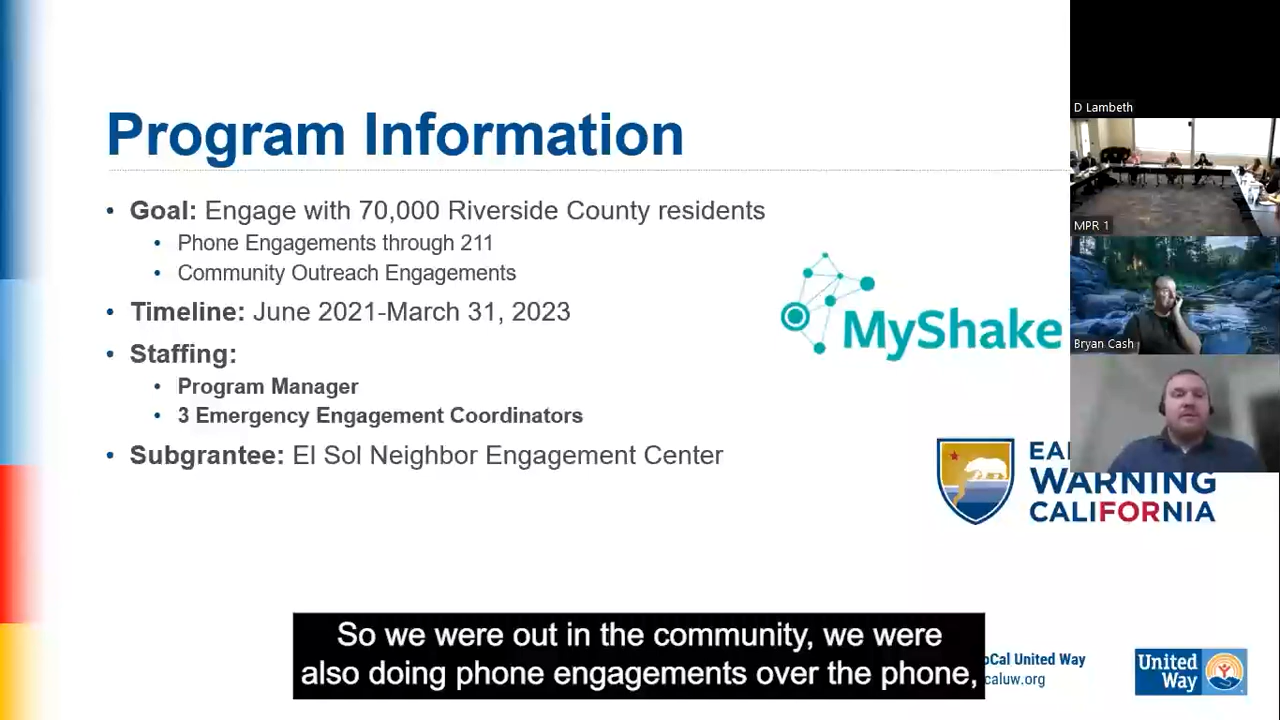 Program Information
• Goal: Engage with 70,000 Riverside County residents
• Phone Engagements through 211
• Community Outreach Engagements
• Timeline: June 2021-March 31, 2023
• Staffing:
• Program Manager
• 3 Emergency Engagement Coordinators
• Subgrantee: El Sol Neighbor Engagement Center
MyShake
WARNING
CALIFORNIA
D Lambeth
MPR 1
Bryan Cash
So we were out in the community, we were
also doing phone engagements over the phone,
United Way
United
Way